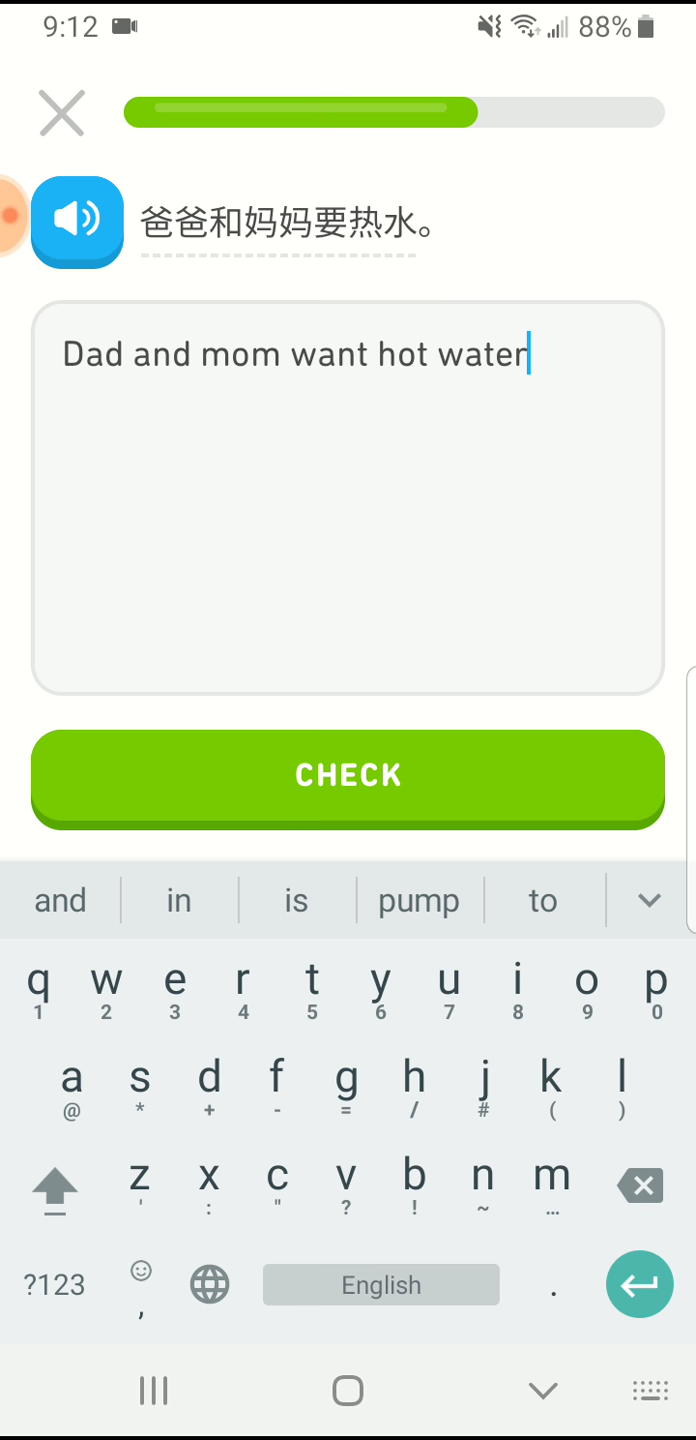 9:12 88%
爸爸和妈妈要热水。
Dad and mom want hot water
CHECK
and in is pump to
q w e r t y u i o p
1 2 3 4 5 6 7 8 9 0
a s d f g h j k l
@ * + - = / # ( )
z x c v b n m
' : " ? ! ~ …
?123 , English .